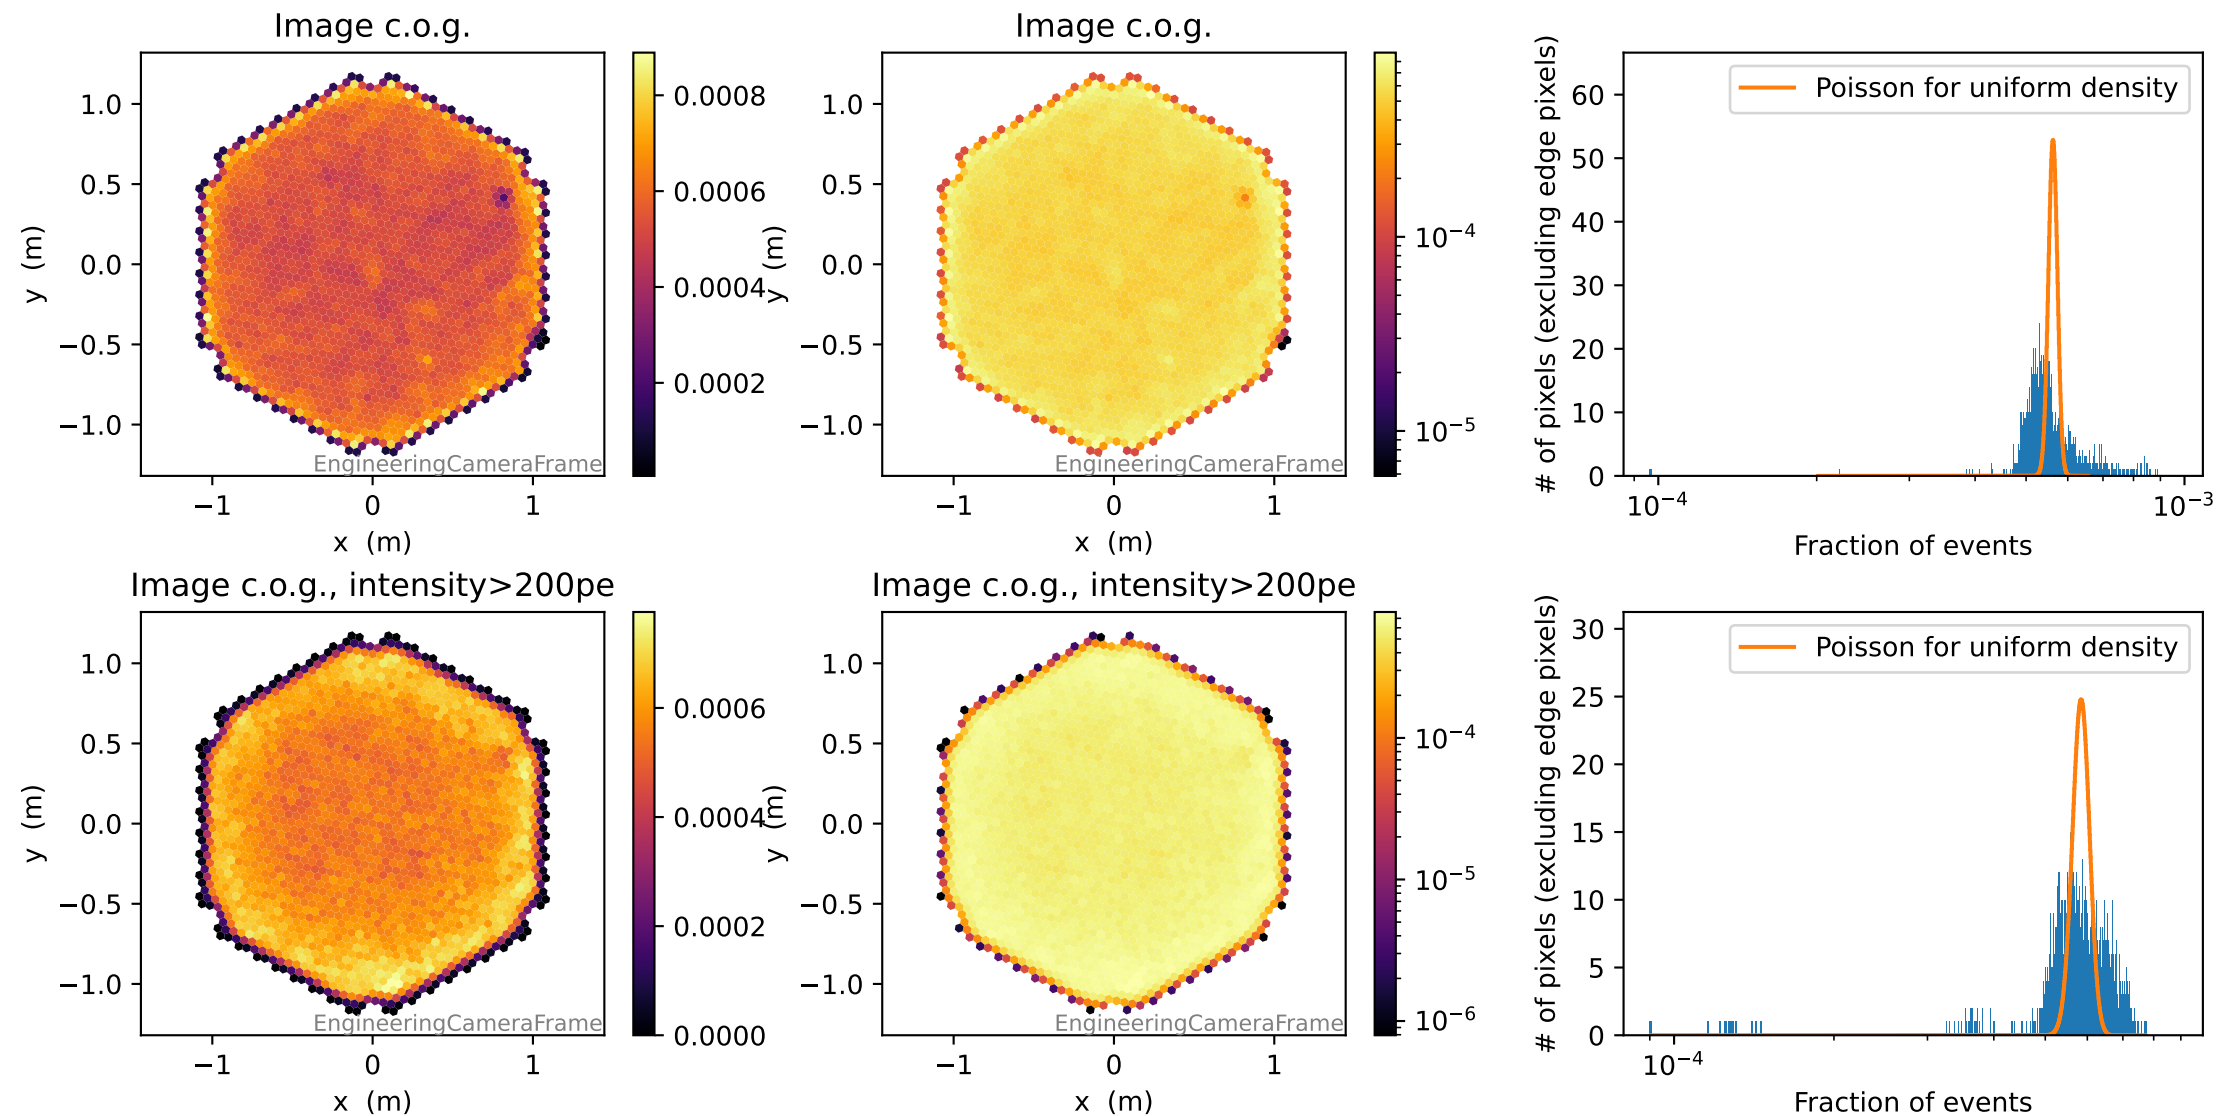 Image c.o.g.
1.0
0.5
0.0
−0.5
−1.0
y (m)
−1
0
1
x (m)
EngineeringCameraFrame
0.0008
0.0006
0.0004
0.0002
Image c.o.g.
1.0
0.5
0.0
−0.5
−1.0
y (m)
−1
0
1
x (m)
EngineeringCameraFrame
10⁻⁴
10⁻⁵
Poisson for uniform density
# of pixels (excluding edge pixels)
60
50
40
30
20
10
0
10⁻⁴
10⁻³
Fraction of events
Image c.o.g., intensity>200pe
1.0
0.5
0.0
−0.5
−1.0
y (m)
−1
0
1
x (m)
EngineeringCameraFrame
0.0006
0.0004
0.0002
0.0000
Image c.o.g., intensity>200pe
1.0
0.5
0.0
−0.5
−1.0
y (m)
−1
0
1
x (m)
EngineeringCameraFrame
10⁻⁴
10⁻⁵
10⁻⁶
Poisson for uniform density
# of pixels (excluding edge pixels)
30
25
20
15
10
5
0
10⁻⁴
Fraction of events